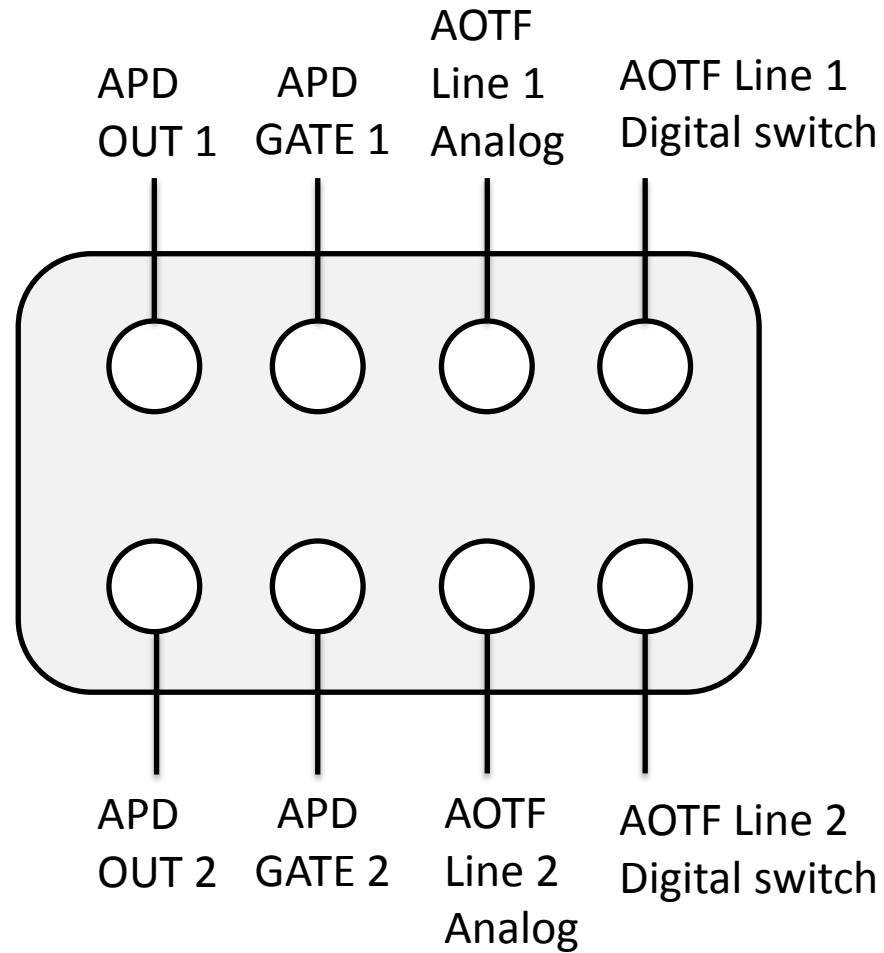 APD
OUT 1
APD
GATE 1
AOTF
Line 1
Analog
AOTF Line 1
Digital switch
APD
OUT 2
APD
GATE 2
AOTF
Line 2
Analog
AOTF Line 2
Digital switch